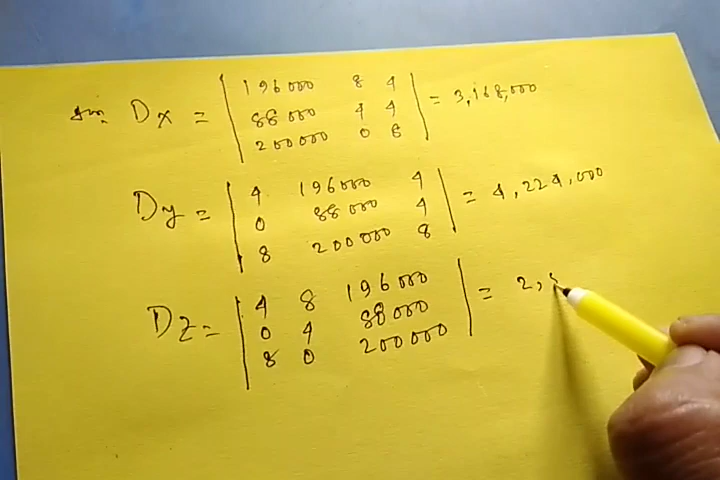 Dx = | 196000 8 4 | = 3,168,000
| 88000 4 4 |
| 200000 0 8 |
Dy = | 4 196000 4 | = 4,224,000
| 0 88000 4 |
| 8 200000 8 |
Dz = | 4 8 196000 | = 2,
| 0 4 88000 |
| 8 0 200000 |